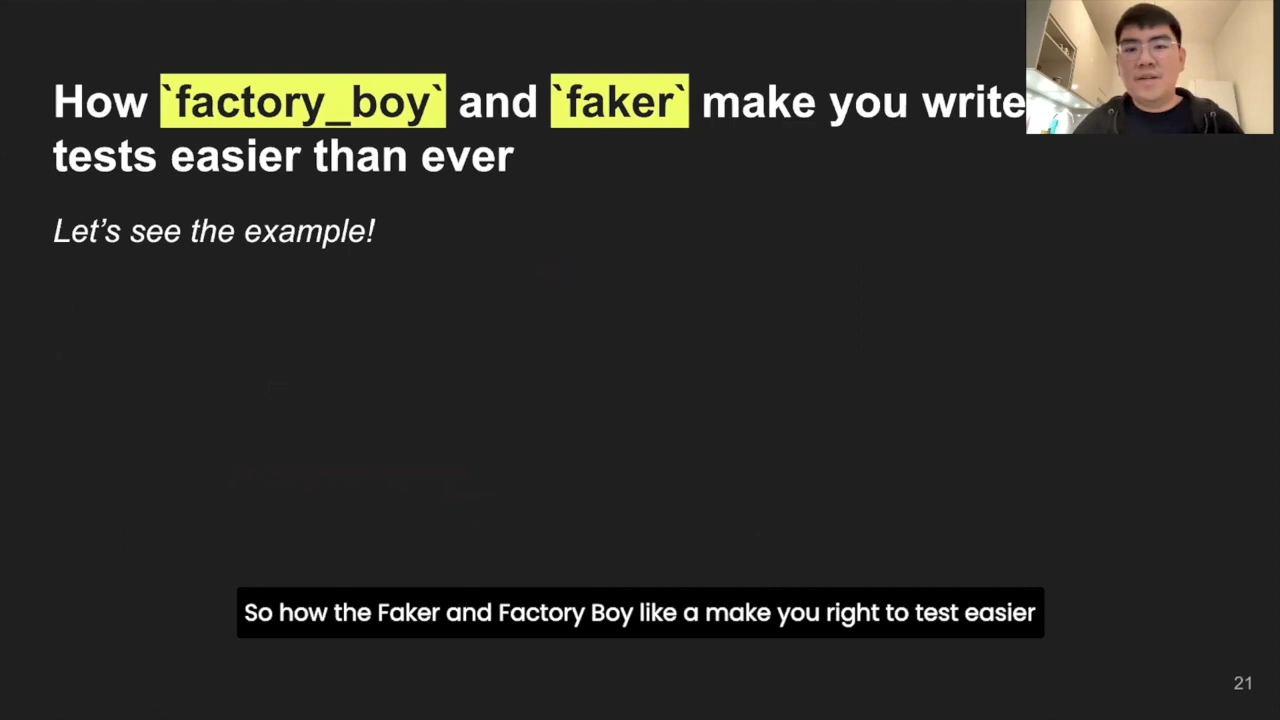 How `factory_boy` and `faker` make you write
tests easier than ever
Let’s see the example!
So how the Faker and Factory Boy like a make you right to test easier
21